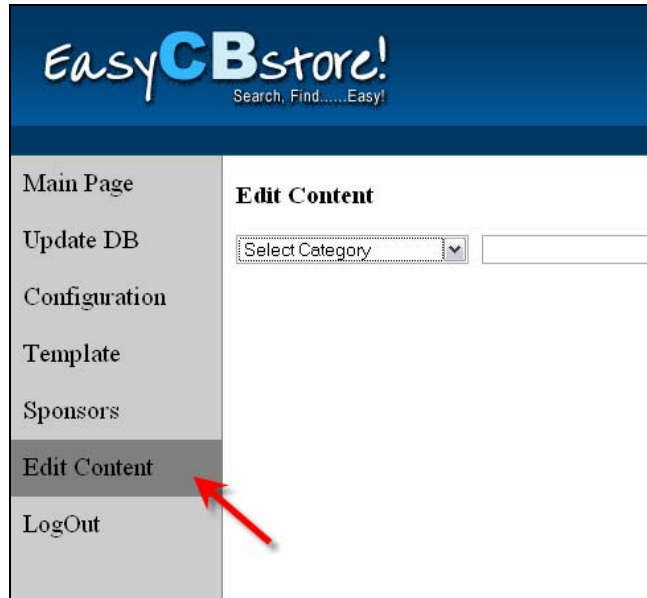 EasyCBstore!
Search, Find......Easy!
Main Page
Update DB
Configuration
Template
Sponsors
Edit Content
LogOut
Edit Content
Select Category